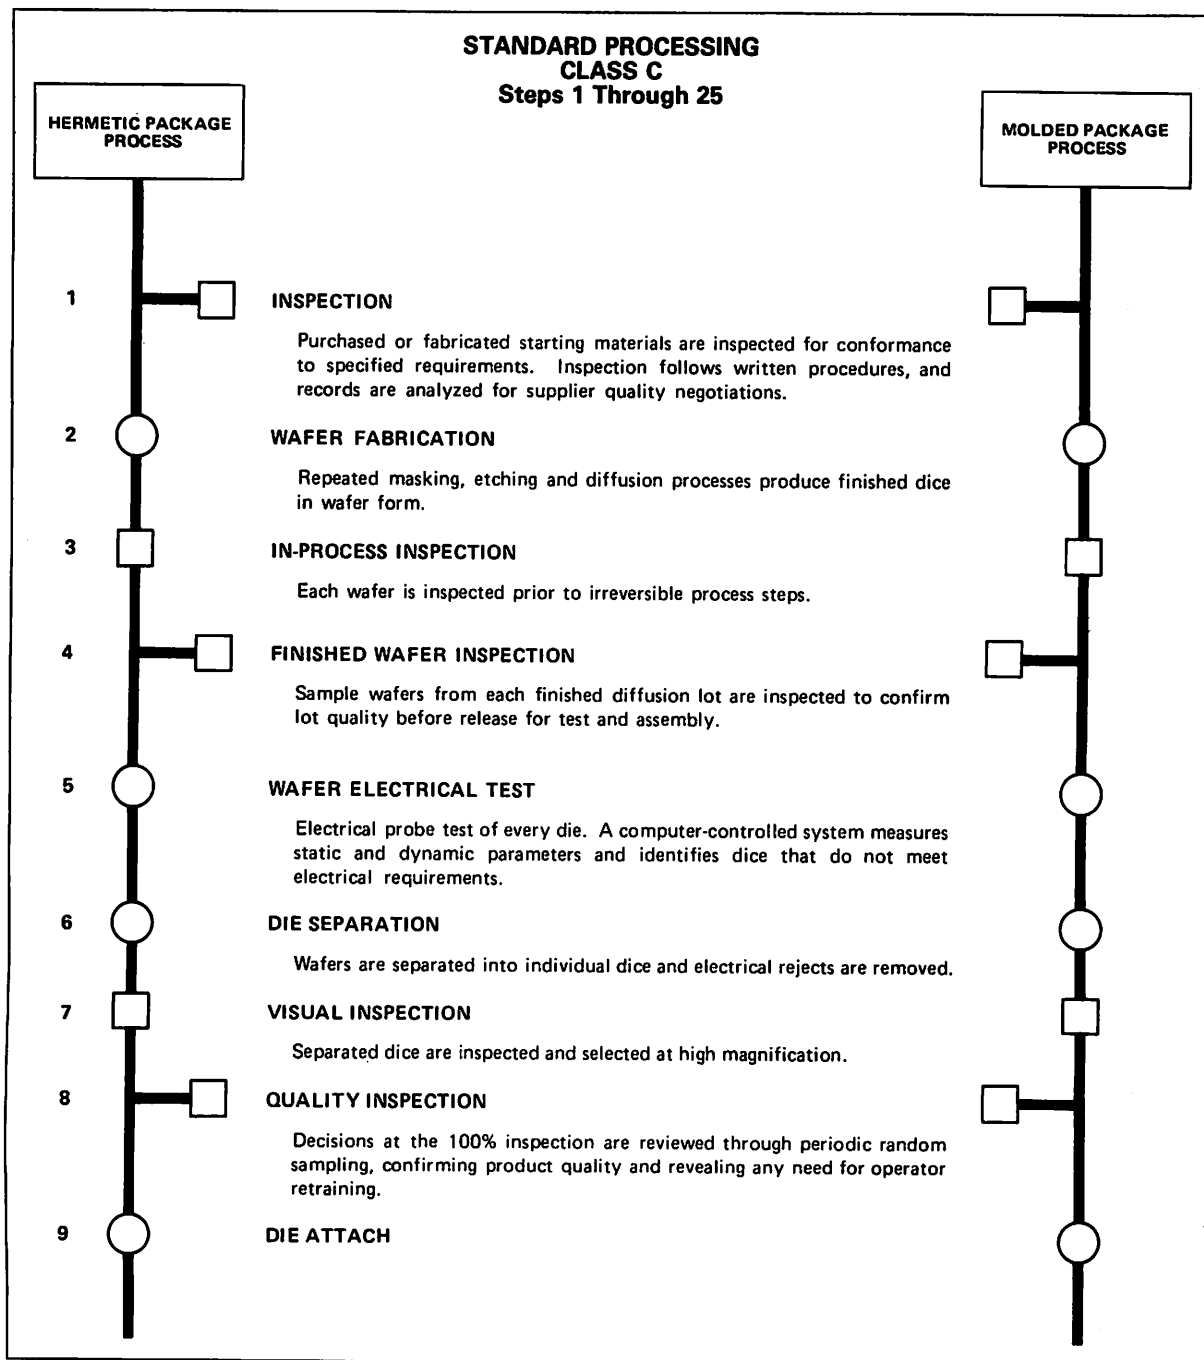 STANDARD PROCESSING
CLASS C
Steps 1 Through 25
HERMETIC PACKAGE
PROCESS
MOLDED PACKAGE
PROCESS
1
INSPECTION
Purchased or fabricated starting materials are inspected for conformance
to specified requirements. Inspection follows written procedures, and
records are analyzed for supplier quality negotiations.
2
WAFER FABRICATION
Repeated masking, etching and diffusion processes produce finished dice
in wafer form.
3
IN-PROCESS INSPECTION
Each wafer is inspected prior to irreversible process steps.
4
FINISHED WAFER INSPECTION
Sample wafers from each finished diffusion lot are inspected to confirm
lot quality before release for test and assembly.
5
WAFER ELECTRICAL TEST
Electrical probe test of every die. A computer-controlled system measures
static and dynamic parameters and identifies dice that do not meet
electrical requirements.
6
DIE SEPARATION
Wafers are separated into individual dice and electrical rejects are removed.
7
VISUAL INSPECTION
Separated dice are inspected and selected at high magnification.
8
QUALITY INSPECTION
Decisions at the 100% inspection are reviewed through periodic random
sampling, confirming product quality and revealing any need for operator
retraining.
9
DIE ATTACH